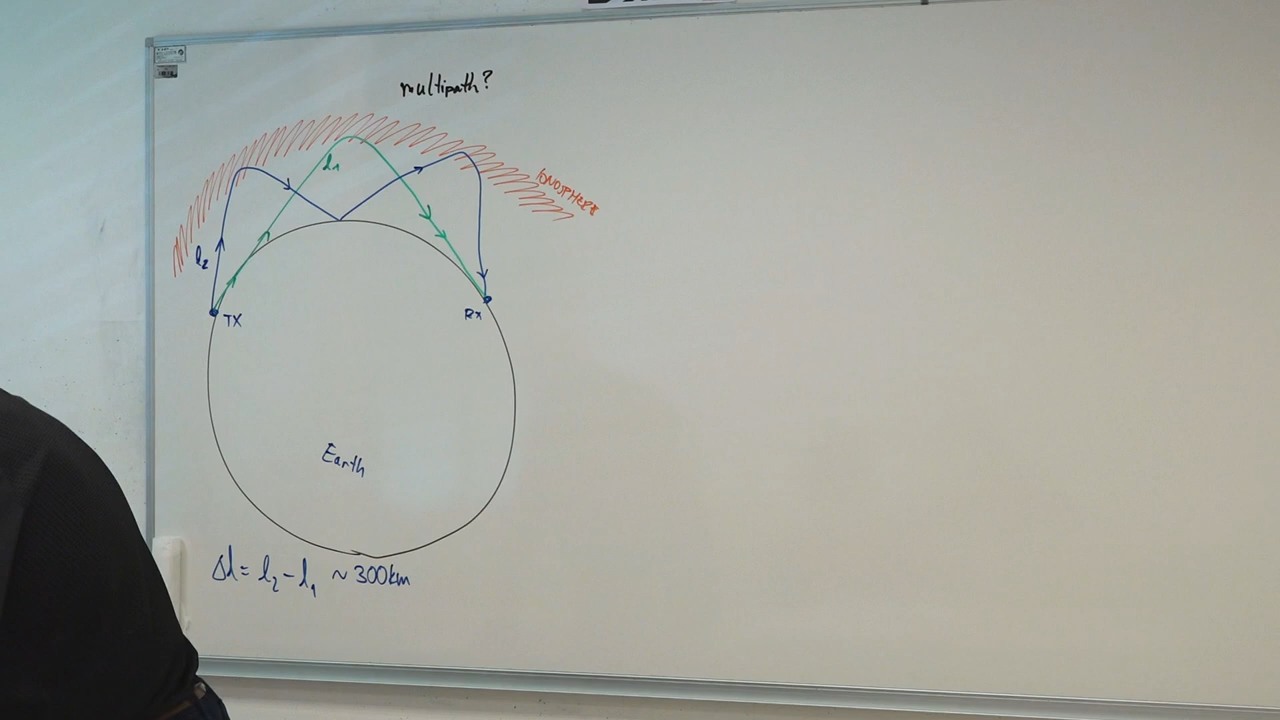 multipath?
l₁
IONOSPHERE
l₂
TX
Rx
Earth
Δl = l₂ - l₁ ~ 300km